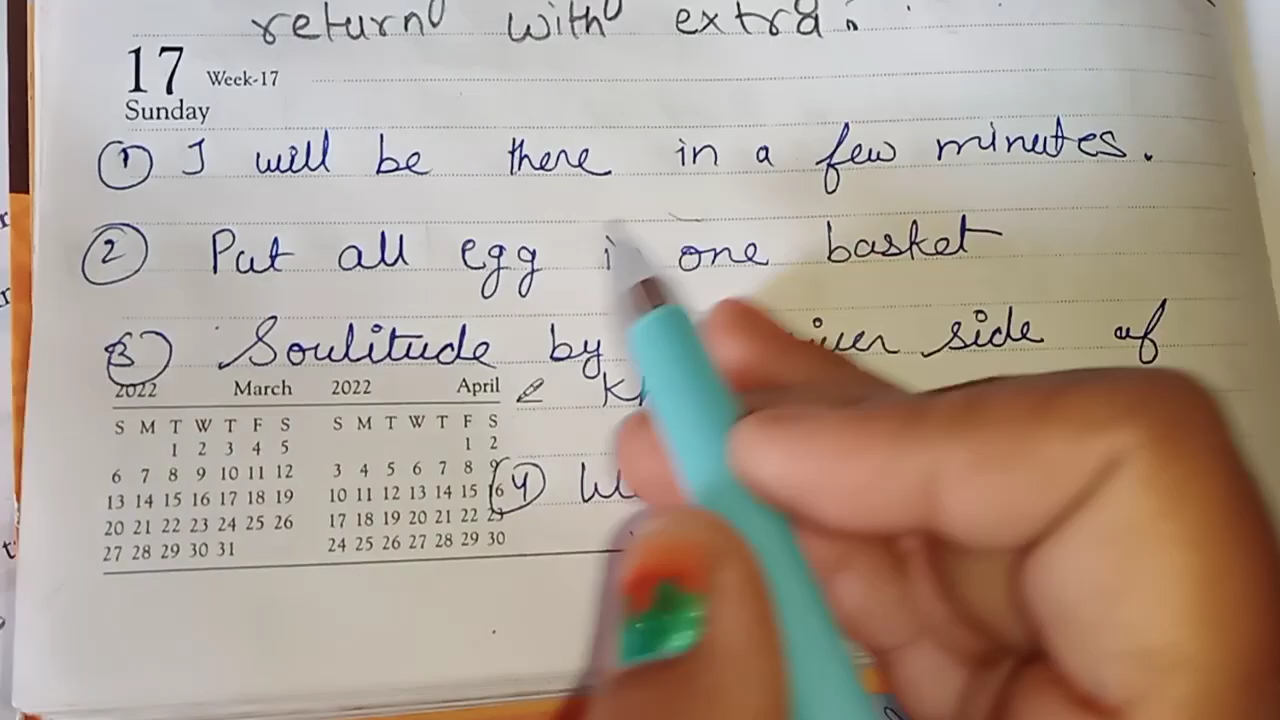 return with extra.
17 Week-17
Sunday
① I will be there in a few minutes.
② Put all egg one basket
③ Soulitude by side of
2022 March 2022 April
S M T W T F S S M T W T F S
1 2 3 4 5 1 2
6 7 8 9 10 11 12 3 4 5 6 7 8 9
13 14 15 16 17 18 19 10 11 12 13 14 15 16
④
20 21 22 23 24 25 26 17 18 19 20 21 22 23
27 28 29 30 31 24 25 26 27 28 29 30